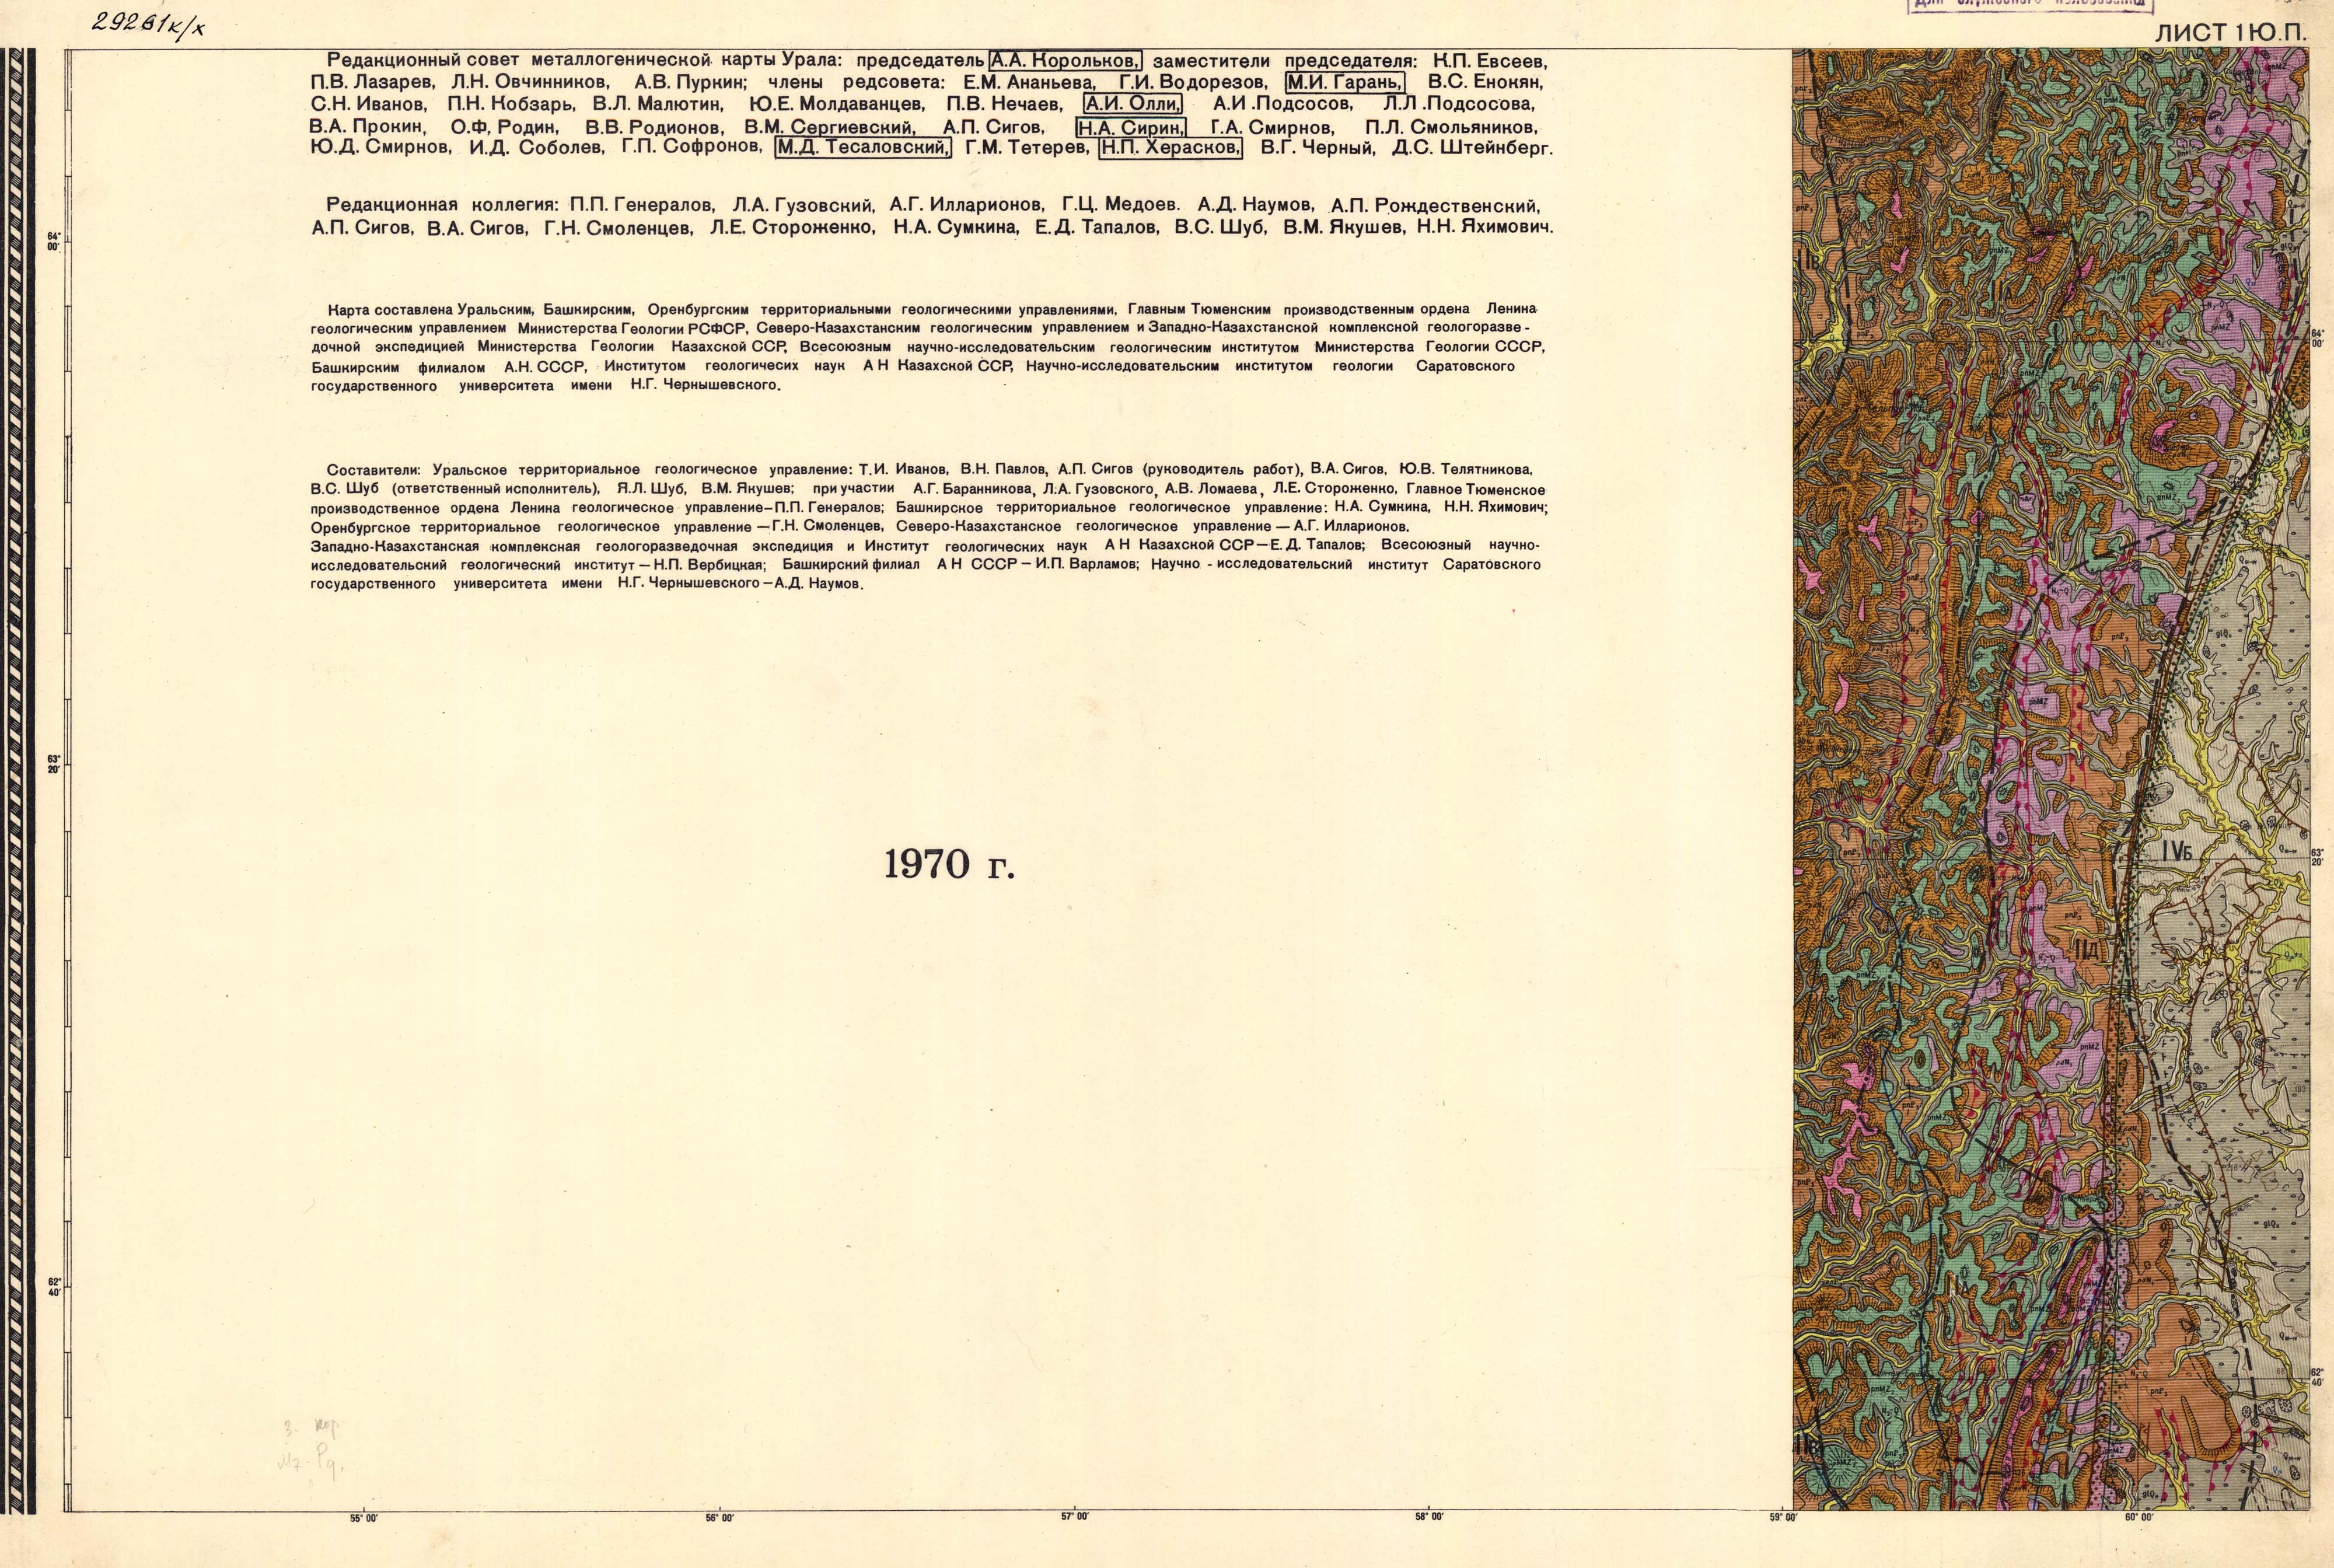 29261к/х
Для служебного пользования
ЛИСТ 1 Ю.П.
Редакционный совет металлогенической карты Урала: председатель А.А. Корольков, заместители председателя: К.П. Евсеев,
П.В. Лазарев, Л.Н. Овчинников, А.В. Пуркин; члены редсовета: Е.М. Ананьева, Г.И. Водорезов, М.И. Гарань, В.С. Енокян,
С.Н. Иванов, П.Н. Кобзарь, В.Л. Малютин, Ю.Е. Молдаванцев, П.В. Нечаев, А.И. Олли, А.И .Подсосов, Л.Л .Подсосова,
В.А. Прокин, О.Ф, Родин, В.В. Родионов, В.М. Сергиевский, А.П. Сигов, Н.А. Сирин, Г.А. Смирнов, П.Л. Смольяников,
Ю.Д. Смирнов, И.Д. Соболев, Г.П. Софронов, М.Д. Тесаловский, Г.М. Тетерев, Н.П. Херасков, В.Г. Черный, Д.С. Штейнберг.
Редакционная коллегия: П.П. Генералов, Л.А. Гузовский, А.Г. Илларионов, Г.Ц. Медоев. А.Д. Наумов, А.П. Рождественский,
А.П. Сигов, В.А. Сигов, Г.Н. Смоленцев, Л.Е. Стороженко, Н.А. Сумкина, Е.Д. Тапалов, В.С. Шуб, В.М. Якушев, Н.Н. Яхимович.
Карта составлена Уральским, Башкирским, Оренбургским территориальными геологическими управлениями, Главным Тюменским производственным ордена Ленина
геологическим управлением Министерства Геологии РСФСР, Северо-Казахстанским геологическим управлением и Западно-Казахстанской комплексной геологоразве-
дочной экспедицией Министерства Геологии Казахской ССР, Всесоюзным научно-исследовательским геологическим институтом Министерства Геологии СССР,
Башкирским филиалом А.Н. СССР, Институтом геологичесих наук А Н Казахской ССР, Научно-исследовательским институтом геологии Саратовского
государственного университета имени Н.Г. Чернышевского.
Составители: Уральское территориальное геологическое управление: Т.И. Иванов, В.Н. Павлов, А.П. Сигов (руководитель работ), В.А. Сигов, Ю.В. Телятникова,
В.С. Шуб (ответственный исполнитель), Я.Л. Шуб, В.М. Якушев; при участии А.Г. Баранникова, Л.А. Гузовского, А.В. Ломаева, Л.Е. Стороженко, Главное Тюменское
производственное ордена Ленина геологическое управление–П.П. Генералов; Башкирское территориальное геологическое управление: Н.А. Сумкина, Н.Н. Яхимович;
Оренбургское территориальное геологическое управление — Г.Н. Смоленцев, Северо-Казахстанское геологическое управление — А.Г. Илларионов.
Западно-Казахстанская комплексная геологоразведочная экспедиция и Институт геологических наук А Н Казахской ССР — Е.Д. Тапалов; Всесоюзный научно-
исследовательский геологический институт — Н.П. Вербицкая; Башкирский филиал А Н СССР — И.П. Варламов; Научно - исследовательский институт Саратовского
государственного университета имени Н.Г. Чернышевского — А.Д. Наумов.
1970 г.
64° 00'
63° 20'
62° 40'
64° 00'
63° 20'
62° 40'
IVБ
IIД
55° 00'
56° 00'
57° 00'
58° 00'
59° 00'
60° 00'